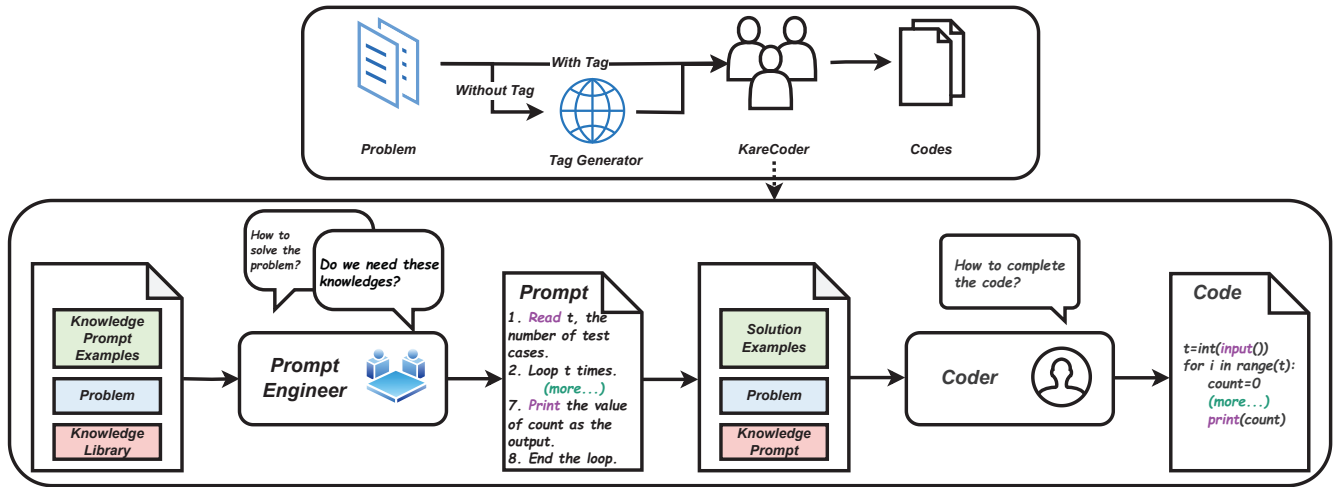 With Tag
Without Tag
Problem
Tag Generator
KareCoder
Codes
How to
solve the
problem?
Do we need these
knowledges?
Knowledge
Prompt
Examples
Problem
Knowledge
Library
Prompt
Engineer
Prompt
1. Read t, the
number of test
cases.
2. Loop t times.
(more...)
7. Print the value
of count as the
output.
8. End the loop.
Solution
Examples
Problem
Knowledge
Prompt
How to complete
the code?
Coder
Code
t=int(input())
for i in range(t):
count=0
(more...)
print(count)